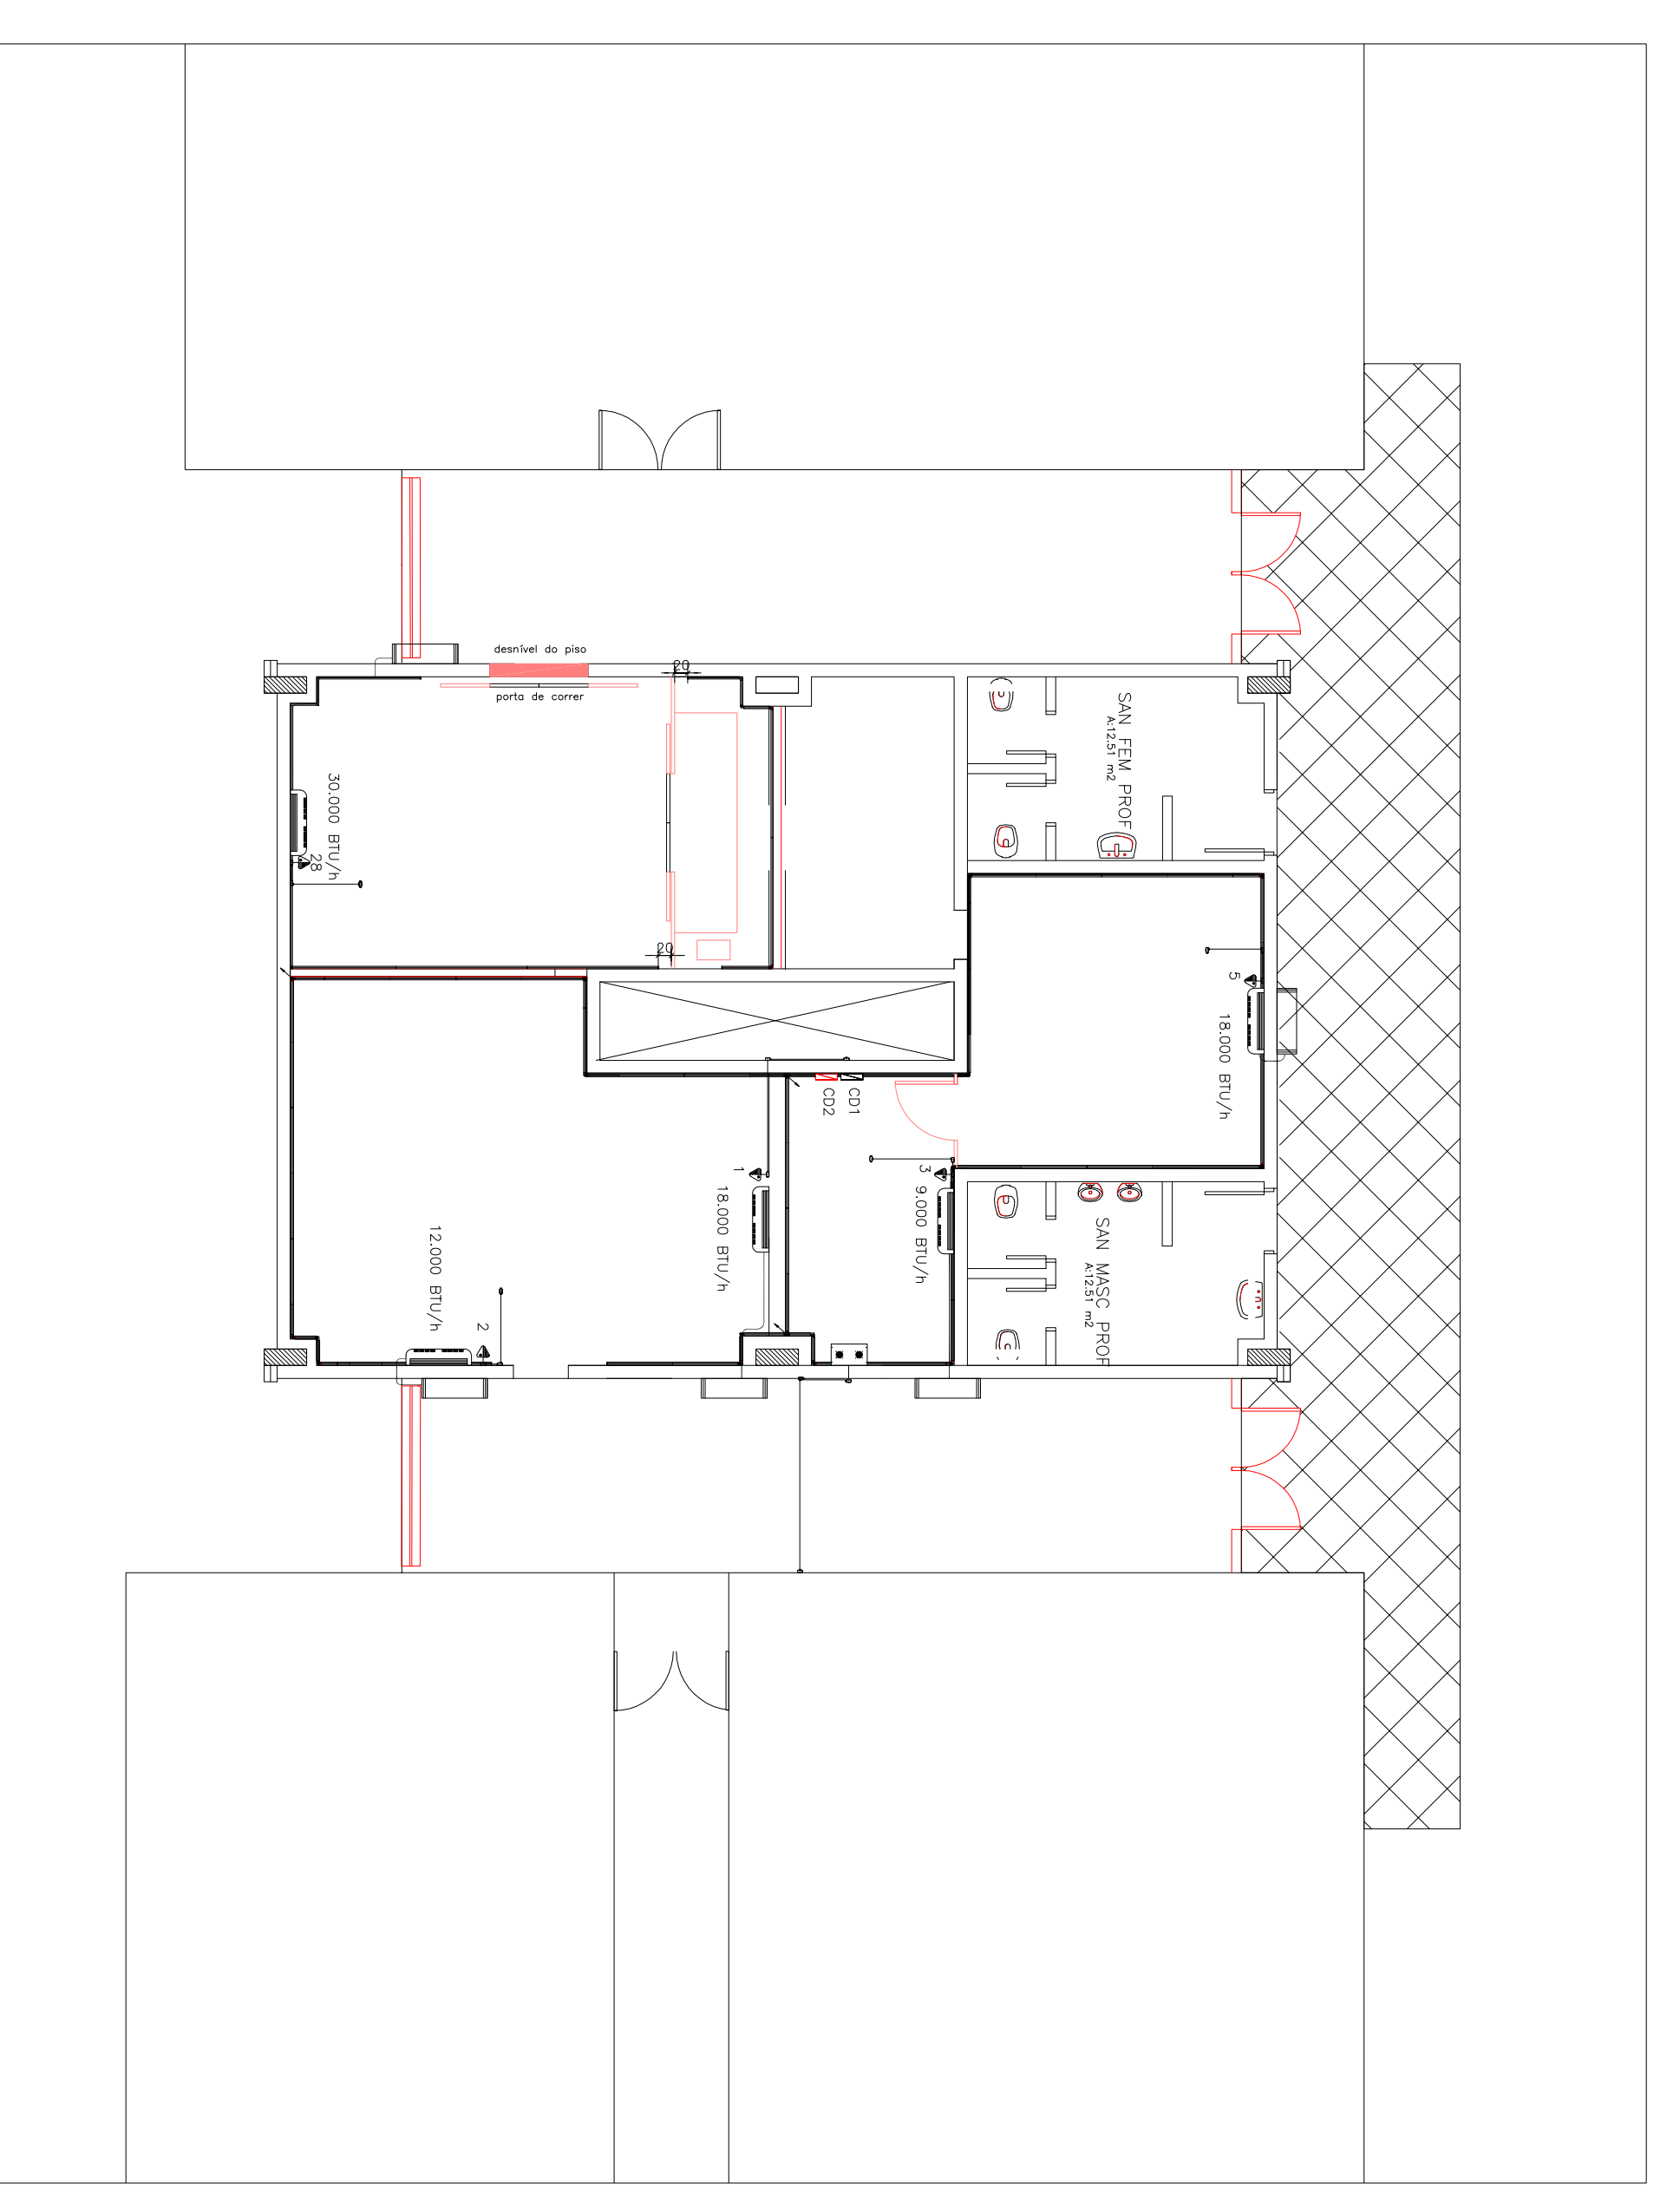 desnível do piso
20
porta de correr
SAN FEM PROF
A:12.51 m2
30.000 BTU/h
28
20
5
18.000 BTU/h
CD2
CD1
1
18.000 BTU/h
3
9.000 BTU/h
SAN MASC PROF
A:12.51 m2
12.000 BTU/h
2